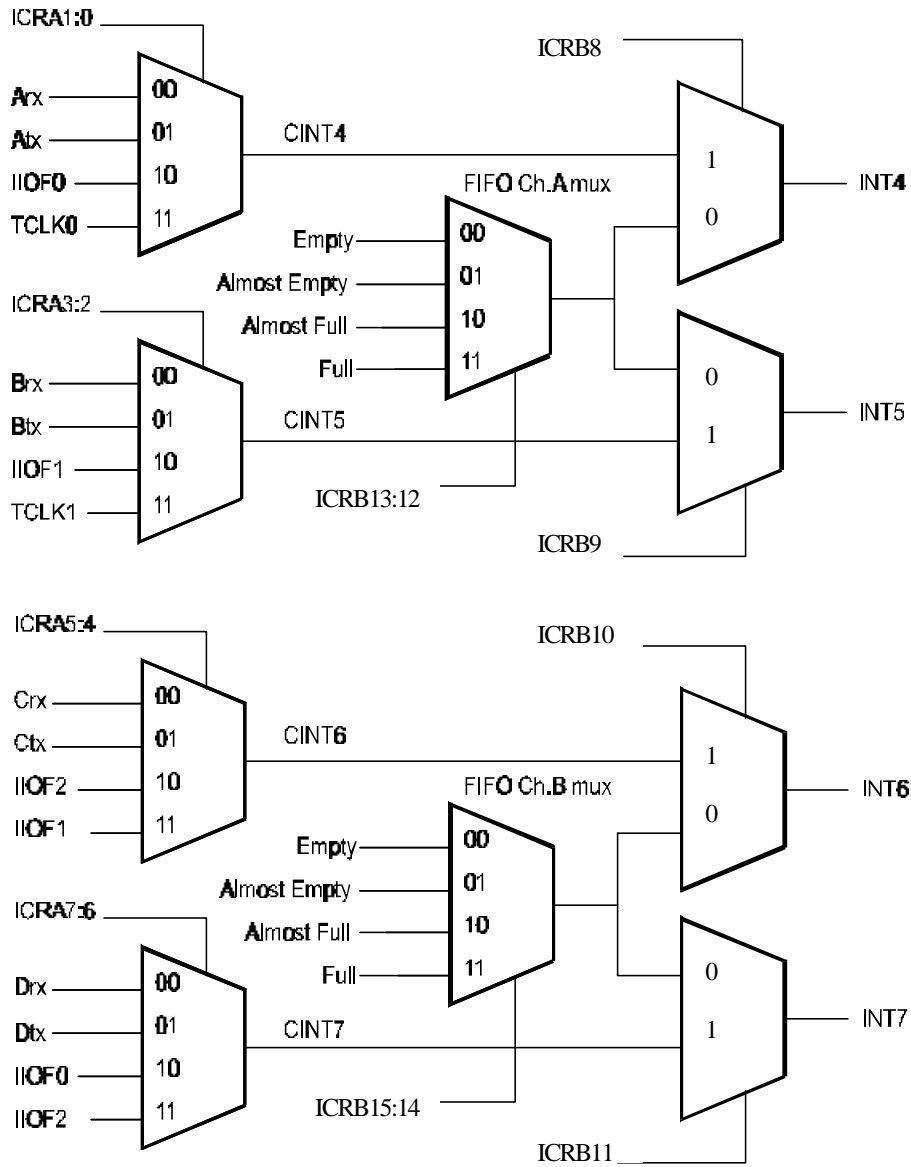 ICRA1:0
ICRB8
Arx
00
Atx
01
CINT4
1
IIOF0
10
FIFO Ch.A mux
INT4
TCLK0
11
Empty
00
0
Almost Empty
01
ICRA3:2
Almost Full
10
Full
11
Brx
00
0
Btx
01
CINT5
INT5
1
IIOF1
10
ICRB13:12
TCLK1
11
ICRB9
ICRA5:4
ICRB10
Crx
00
Ctx
01
CINT6
1
IIOF2
10
FIFO Ch.B mux
INT6
IIOF1
11
Empty
00
0
Almost Empty
01
ICRA7:6
Almost Full
10
Full
11
Drx
00
0
Dtx
01
CINT7
INT7
1
IIOF0
10
ICRB15:14
IIOF2
11
ICRB11